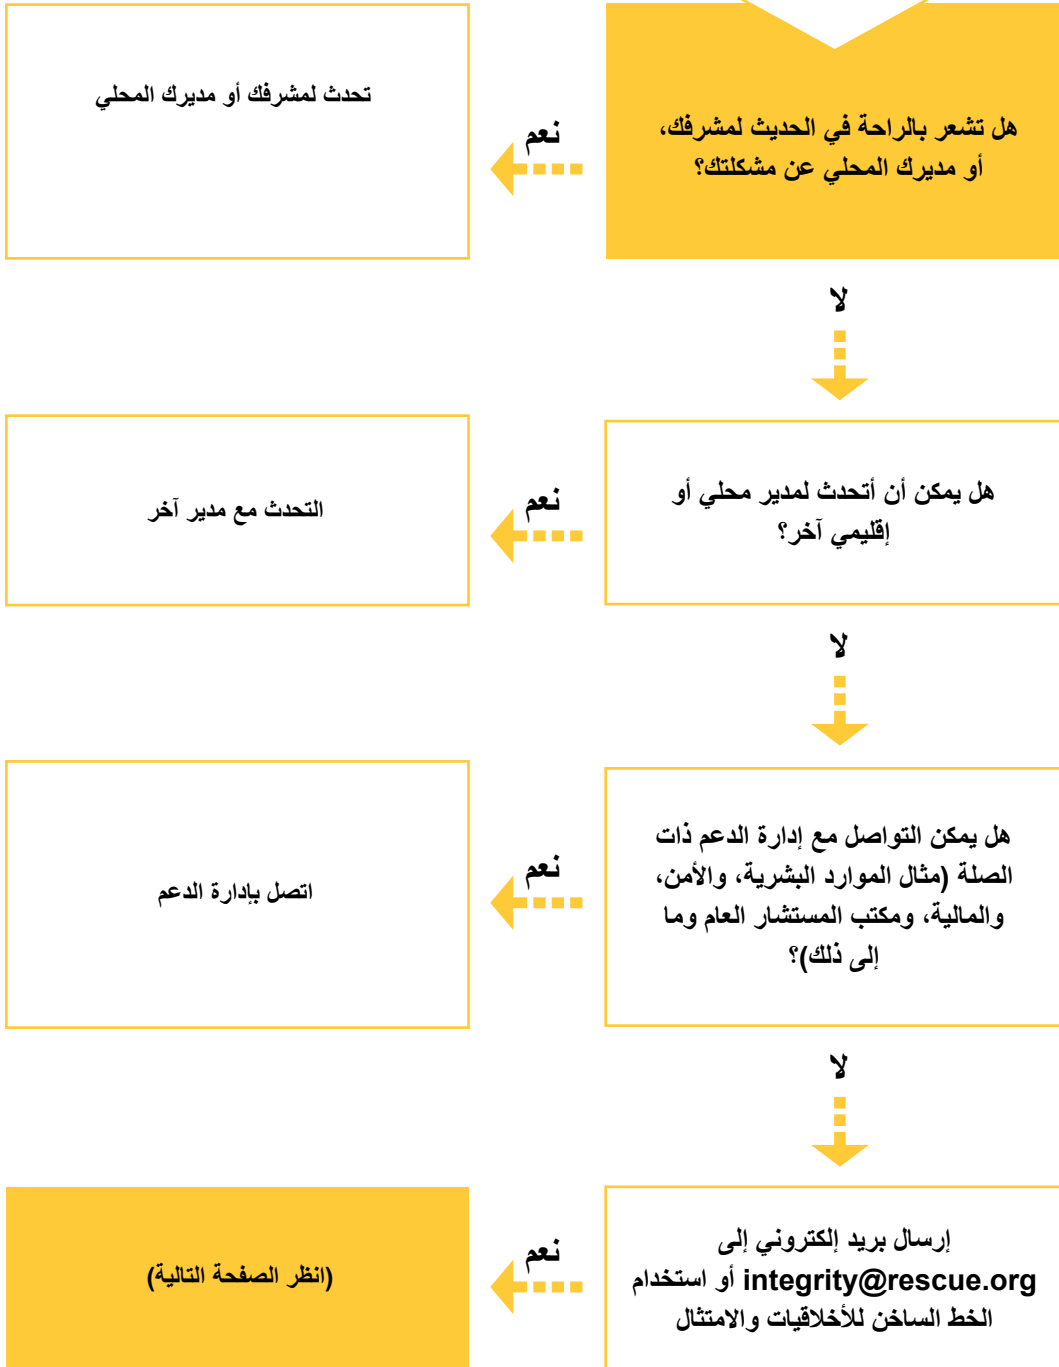 هل تشعر بالراحة في الحديث لمشرفك،
أو مديرك المحلي عن مشكلتك؟
نعم
تحدث لمشرفك أو مديرك المحلي
لا
هل يمكن أن أتحدث لمدير محلي أو
إقليمي آخر؟
نعم
التحدث مع مدير آخر
لا
هل يمكن التواصل مع إدارة الدعم ذات
الصلة (مثال الموارد البشرية، والأمن،
والمالية، ومكتب المستشار العام وما
إلى ذلك)؟
نعم
اتصل بإدارة الدعم
لا
إرسال بريد إلكتروني إلى
integrity@rescue.org أو استخدام
الخط الساخن للأخلاقيات والامتثال
نعم
(انظر الصفحة التالية)